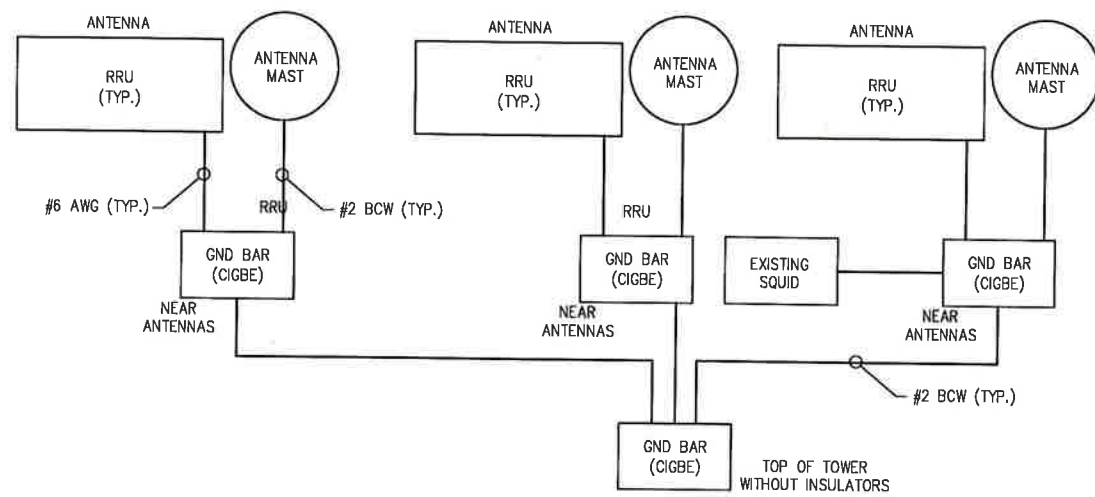 ANTENNA
RRU
(TYP.)
ANTENNA
MAST
ANTENNA
RRU
(TYP.)
ANTENNA
MAST
ANTENNA
RRU
(TYP.)
ANTENNA
MAST
#6 AWG (TYP.)
RRU
#2 BCW (TYP.)
RRU
GND BAR
(CIGBE)
NEAR
ANTENNAS
GND BAR
(CIGBE)
NEAR
ANTENNAS
EXISTING
SQUID
GND BAR
(CIGBE)
NEAR
ANTENNAS
#2 BCW (TYP.)
GND BAR
(CIGBE)
TOP OF TOWER
WITHOUT INSULATORS